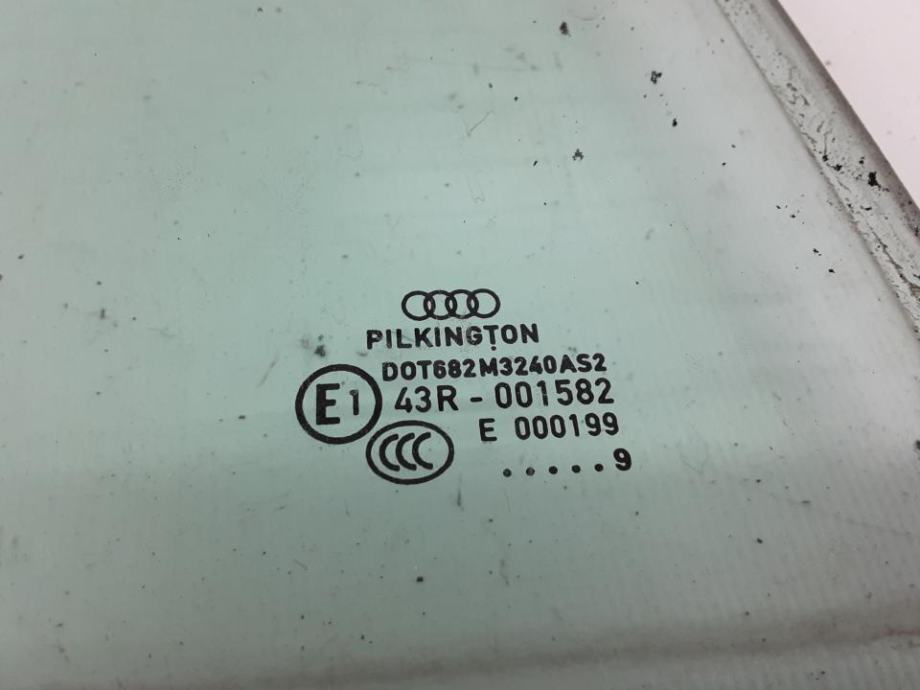 PILKINGTON
DOT682M3240AS2
E1 43R - 001582
E 000199
CCC
.....9